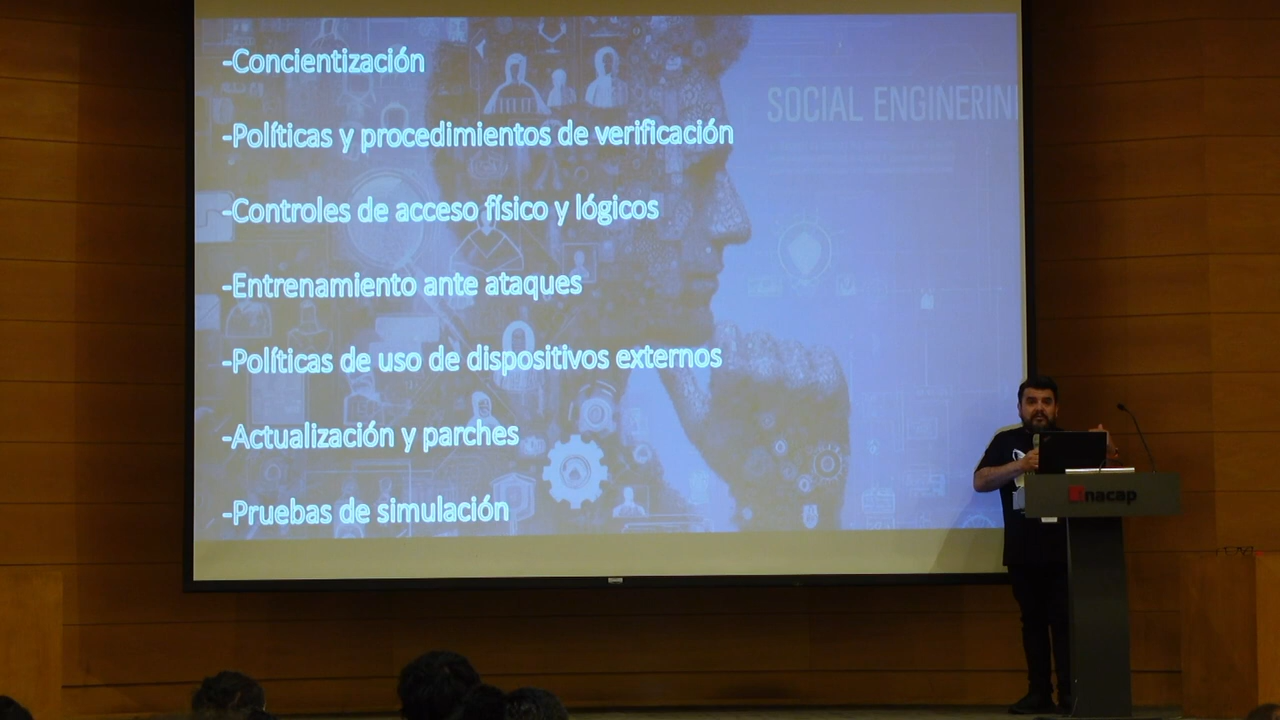 -Concientización
SOCIAL ENGINERIN
-Políticas y procedimientos de verificación
-Controles de acceso físico y lógicos
-Entrenamiento ante ataques
-Políticas de uso de dispositivos externos
-Actualización y parches
-Pruebas de simulación
inacap